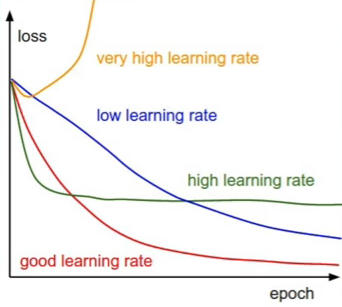 loss
very high learning rate
low learning rate
high learning rate
good learning rate
epoch